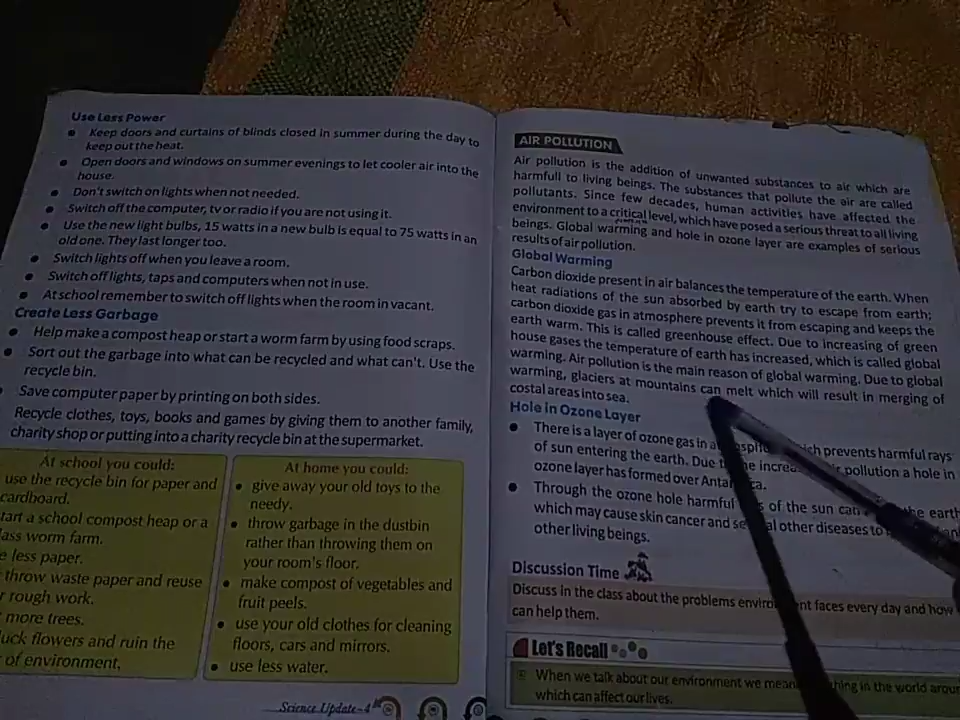 Use Less Power
Keep doors and curtains of blinds closed in summer during the day to
keep out the heat.
Open doors and windows on summer evenings to let cooler air into the
house.
Don't switch on lights when not needed.
Switch off the computer, tv or radio if you are not using it.
Use the new light bulbs, 15 watts in a new bulb is equal to 75 watts in an
old one. They last longer too.
Switch lights off when you leave a room.
Switch off lights, taps and computers when not in use.
At school remember to switch off lights when the room in vacant.
Create Less Garbage
Help make a compost heap or start a worm farm by using food scraps.
Sort out the garbage into what can be recycled and what can't. Use the
recycle bin.
Save computer paper by printing on both sides.
Recycle clothes, toys, books and games by giving them to another family,
charity shop or putting into a charity recycle bin at the supermarket.
At school you could:
use the recycle bin for paper and
cardboard.
tart a school compost heap or a
ass worm farm.
e less paper.
throw waste paper and reuse
r rough work.
more trees.
luck flowers and ruin the
of environment.
At home you could:
give away your old toys to the
needy.
throw garbage in the dustbin
rather than throwing them on
your room's floor.
make compost of vegetables and
fruit peels.
use your old clothes for cleaning
floors, cars and mirrors.
use less water.
Science Update-4
AIR POLLUTION
Air pollution is the addition of unwanted substances to air which are
harmfull to living beings. The substances that pollute the air are called
pollutants. Since few decades, human activities have affected the
environment to a critical level, which have posed a serious threat to all living
beings. Global warming and hole in ozone layer are examples of serious
results of air pollution.
Global Warming
Carbon dioxide present in air balances the temperature of the earth. When
heat radiations of the sun absorbed by earth try to escape from earth;
carbon dioxide gas in atmosphere prevents it from escaping and keeps the
earth warm. This is called greenhouse effect. Due to increasing of green
house gases the temperature of earth has increased, which is called global
warming. Air pollution is the main reason of global warming. Due to global
warming, glaciers at mountains can melt which will result in merging of
costal areas into sea.
Hole in Ozone Layer
There is a layer of ozone gas in a spite hich prevents harmful rays
of sun entering the earth. Due t e increa r pollution a hole in
ozone layer has formed over Antar ca.
Through the ozone hole harmful s of the sun can the earth
which may cause skin cancer and se al other diseases to
other living beings.
Discussion Time
Discuss in the class about the problems enviro nt faces every day and how
can help them.
Let's Recall
When we talk about our environment we mean hing in the world arou
which can affect our lives.